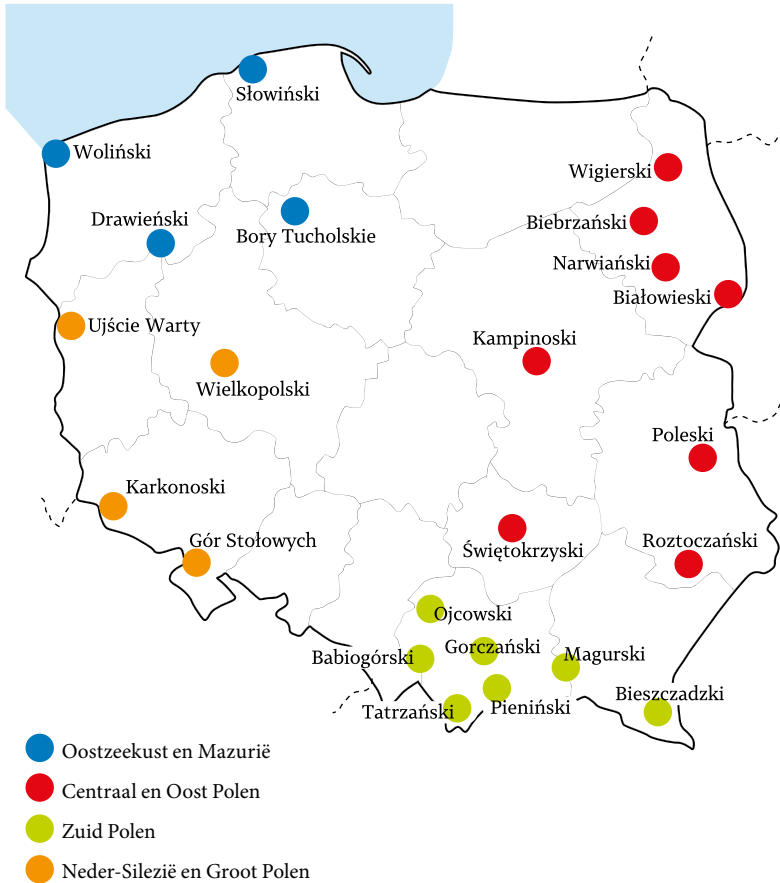 Słowiński
Woliński
Wigierski
Drawieński
Biebrzański
Bory Tucholskie
Narwiański
Białowieski
Ujście Warty
Kampinoski
Wielkopolski
Poleski
Karkonoski
Gór Stołowych
Roztoczański
Świętokrzyski
Ojcowski
Gorczański
Magurski
Babiogórski
Bieszczadzki
Pieniński
Tatrzański
Oostzeekust en Mazurië
Centraal en Oost Polen
Zuid Polen
Neder-Silezië en Groot Polen